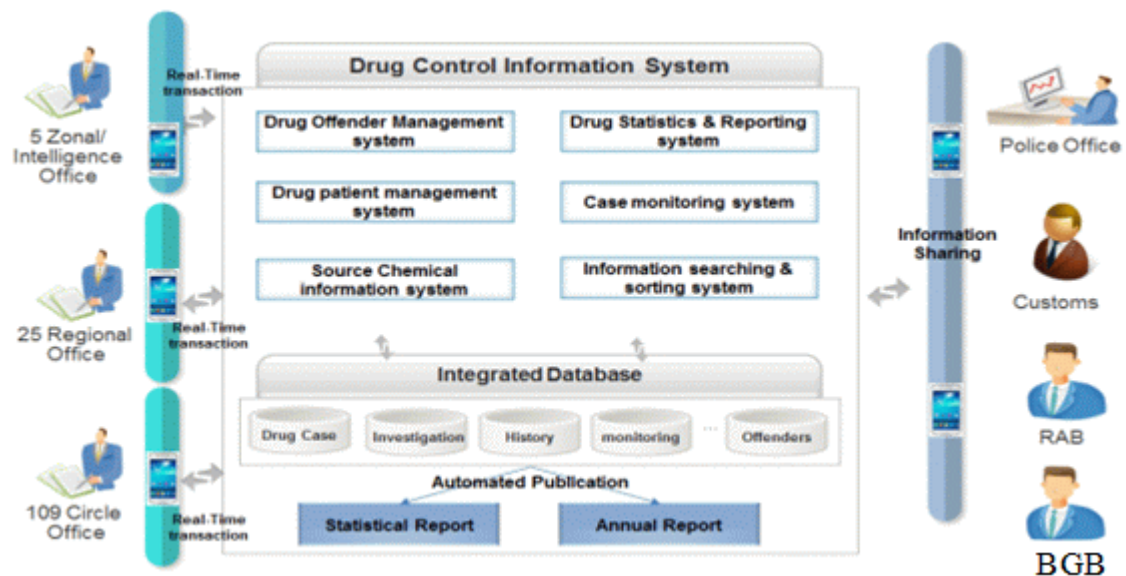 5 Zonal/
Intelligence
Office
25 Regional
Office
109 Circle
Office
Real-Time
transaction
Real-Time
transaction
Real-Time
transaction
Drug Control Information System
Drug Offender Management
system
Drug Statistics & Reporting
system
Drug patient management
system
Case monitoring system
Source Chemical
information system
Information searching &
sorting system
Integrated Database
Drug Case
Investigation
History
monitoring
...
Offenders
Automated Publication
Statistical Report
Annual Report
Information
Sharing
Police Office
Customs
RAB
BGB